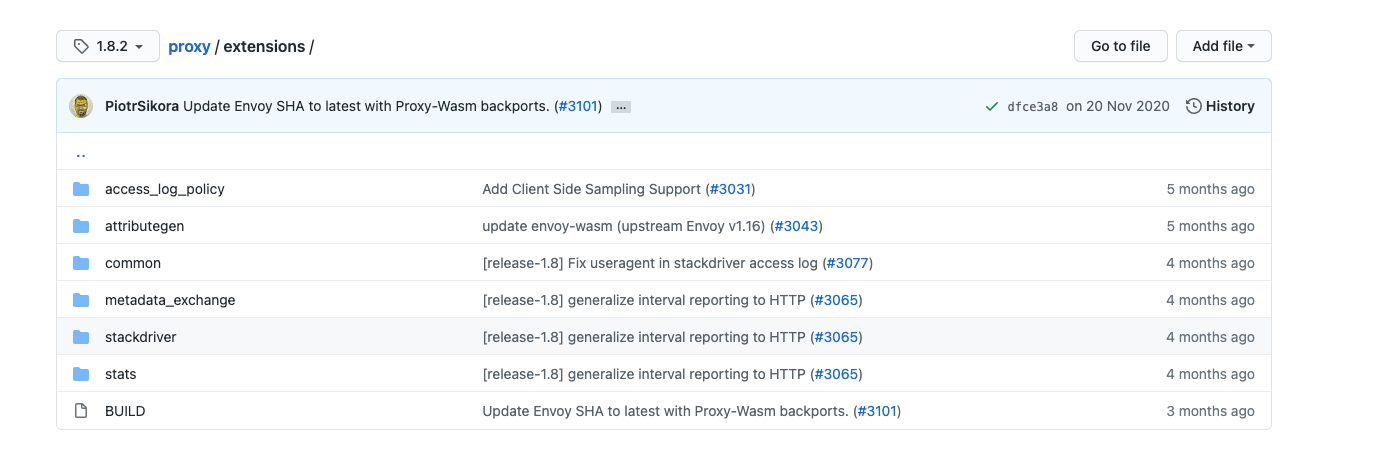 1.8.2 proxy / extensions / Go to file Add file
PiotrSikora Update Envoy SHA to latest with Proxy-Wasm backports. (#3101) ... dfce3a8 on 20 Nov 2020 History
..
access_log_policy Add Client Side Sampling Support (#3031) 5 months ago
attributegen update envoy-wasm (upstream Envoy v1.16) (#3043) 5 months ago
common [release-1.8] Fix useragent in stackdriver access log (#3077) 4 months ago
metadata_exchange [release-1.8] generalize interval reporting to HTTP (#3065) 4 months ago
stackdriver [release-1.8] generalize interval reporting to HTTP (#3065) 4 months ago
stats [release-1.8] generalize interval reporting to HTTP (#3065) 4 months ago
BUILD Update Envoy SHA to latest with Proxy-Wasm backports. (#3101) 3 months ago